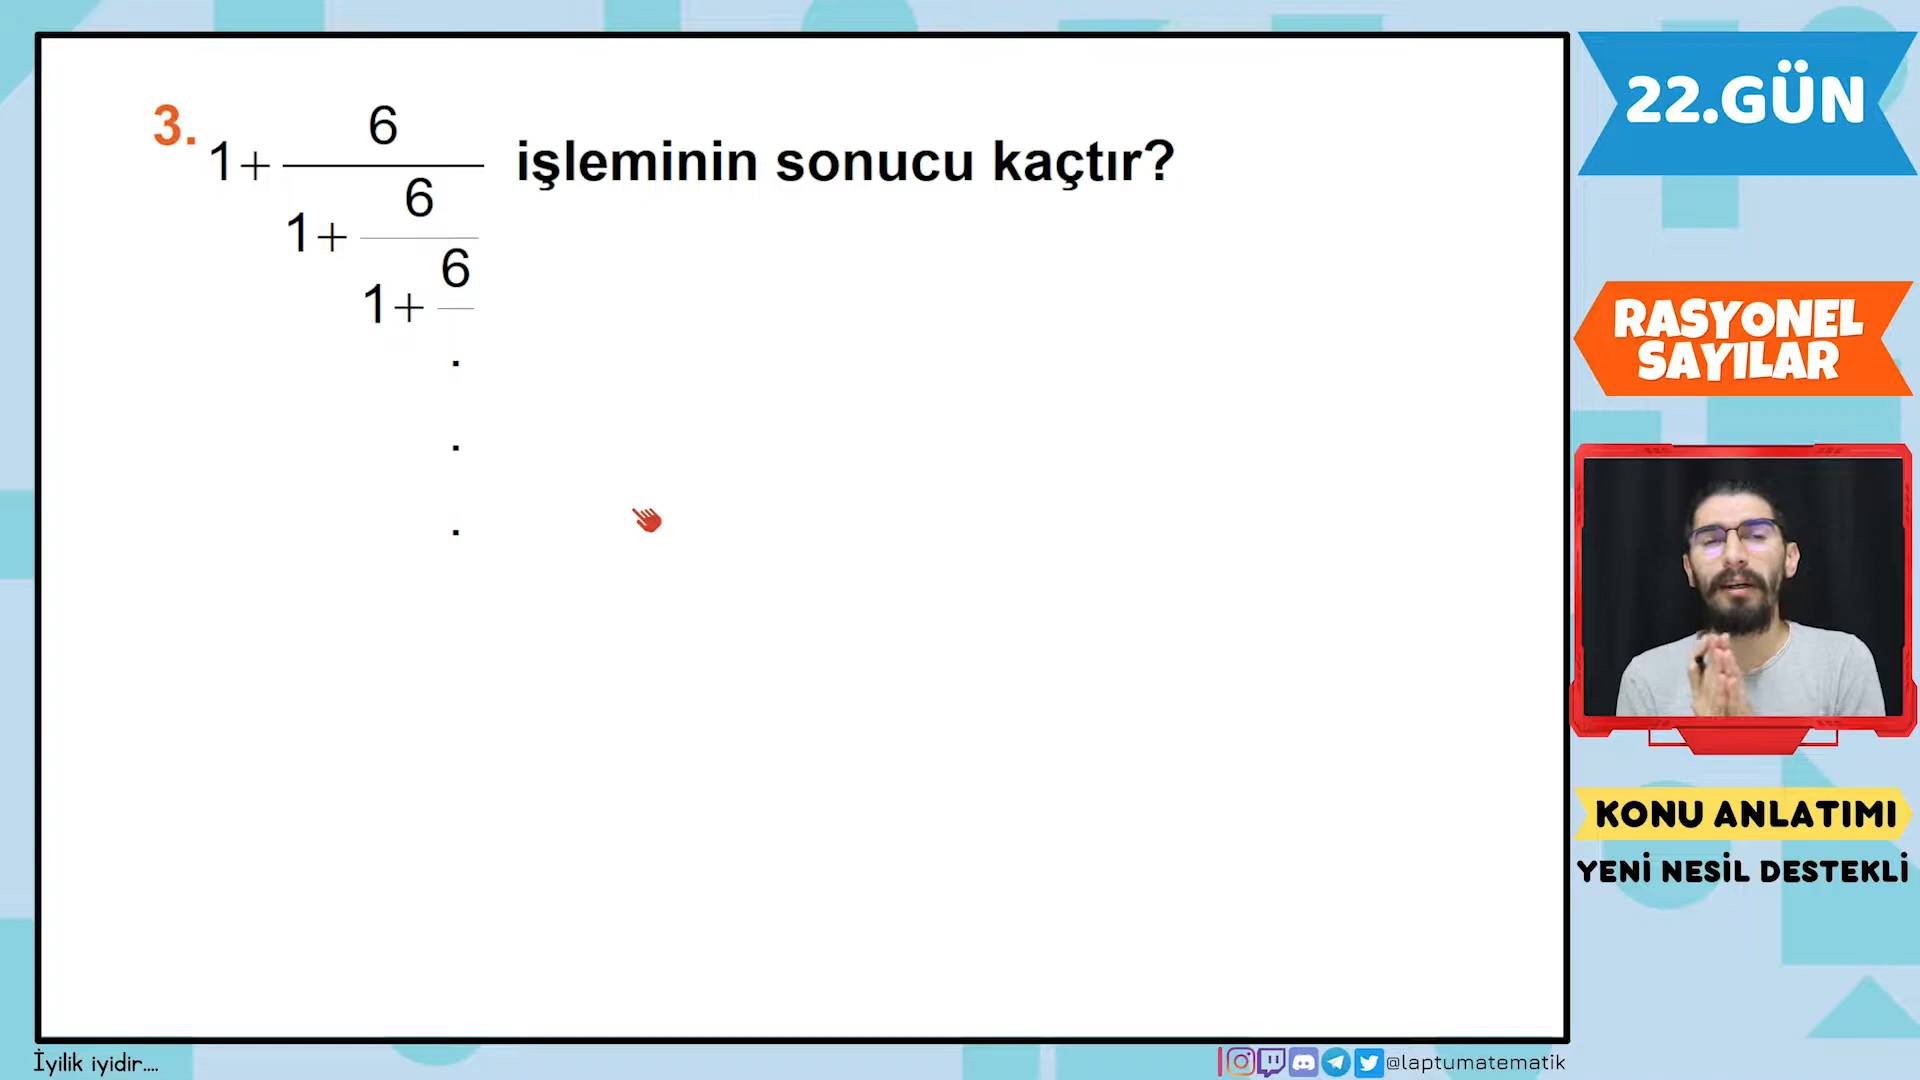 3.
1+ 6 işleminin sonucu kaçtır?
1+ 6
1+ 6
.
.
.
22.GÜN
RASYONEL
SAYILAR
KONU ANLATIMI
YENİ NESİL DESTEKLİ
İyilik iyidir....
@laptumatematik